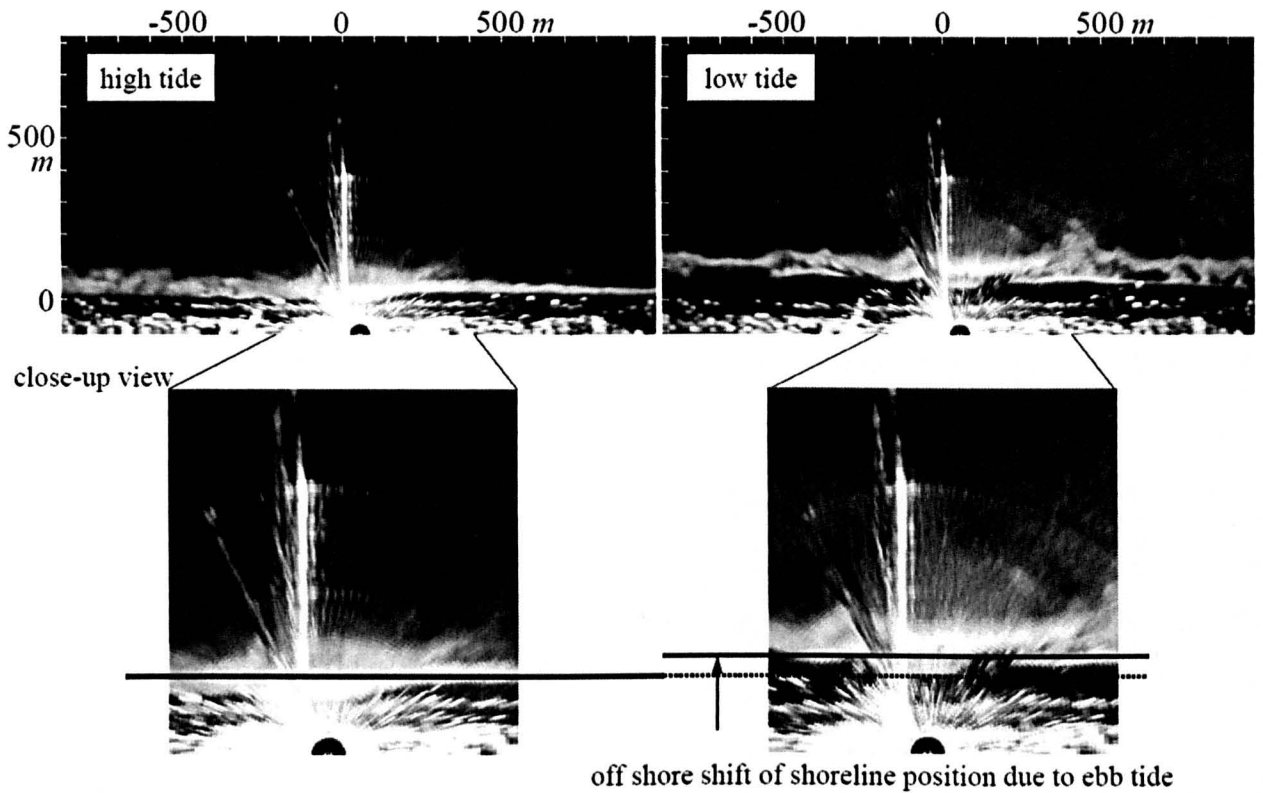 -500 0 500 m
-500 0 500 m
high tide
low tide
500
m
0
close-up view
off shore shift of shoreline position due to ebb tide